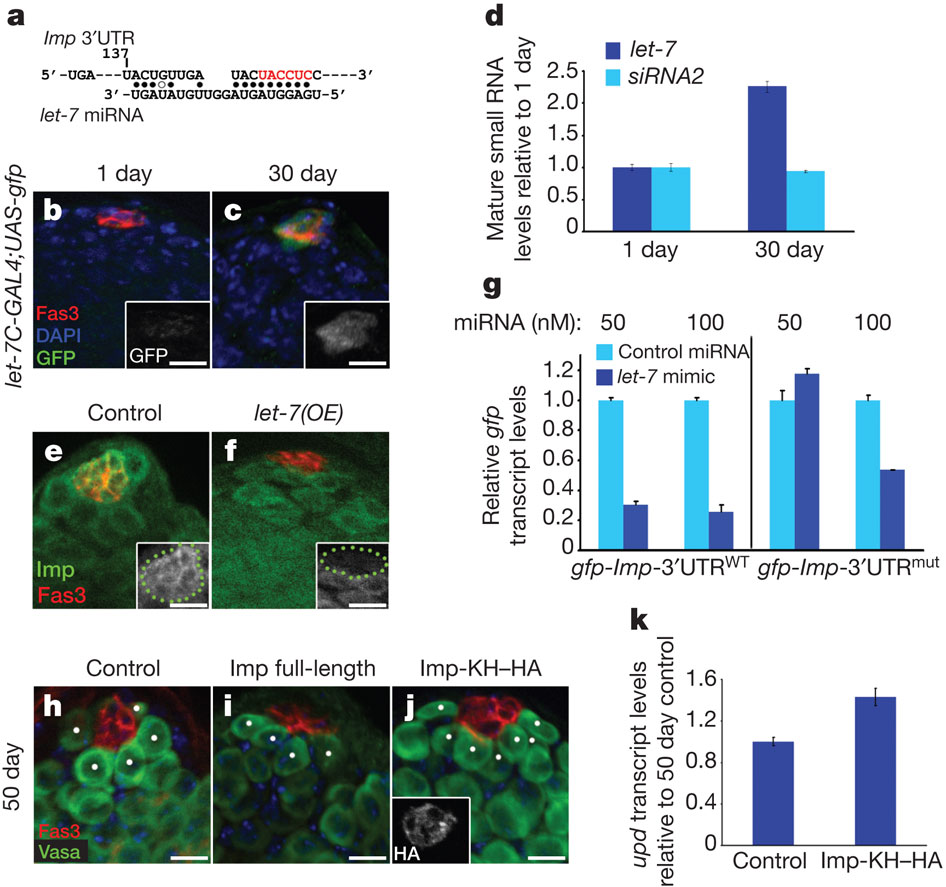 a
Imp 3′UTR
137
5′-UGA---UACUGUUGA UACUACCUCC----3′
3′-UGAUAUGUUGGAUGAUGGAGU-5′
let-7 miRNA
let-7C-GAL4;UAS-gfp
1 day
30 day
b
Fas3
DAPI
GFP
GFP
c
Control
let-7(OE)
e
Imp
Fas3
f
50 day
Control
Imp full-length
Imp-KH–HA
h
Fas3
Vasa
i
j
HA
d
Mature small RNA
levels relative to 1 day
let-7
siRNA2
2.5
2.0
1.5
1.0
0.5
0
1 day
30 day
g
miRNA (nM):
50
100
50
100
Control miRNA
let-7 mimic
Relative gfp
transcript levels
1.2
1.0
0.8
0.6
0.4
0.2
0
gfp-Imp-3′UTRWT
gfp-Imp-3′UTRmut
k
upd transcript levels
relative to 50 day control
1.6
1.2
0.8
0.4
0
Control
Imp-KH–HA